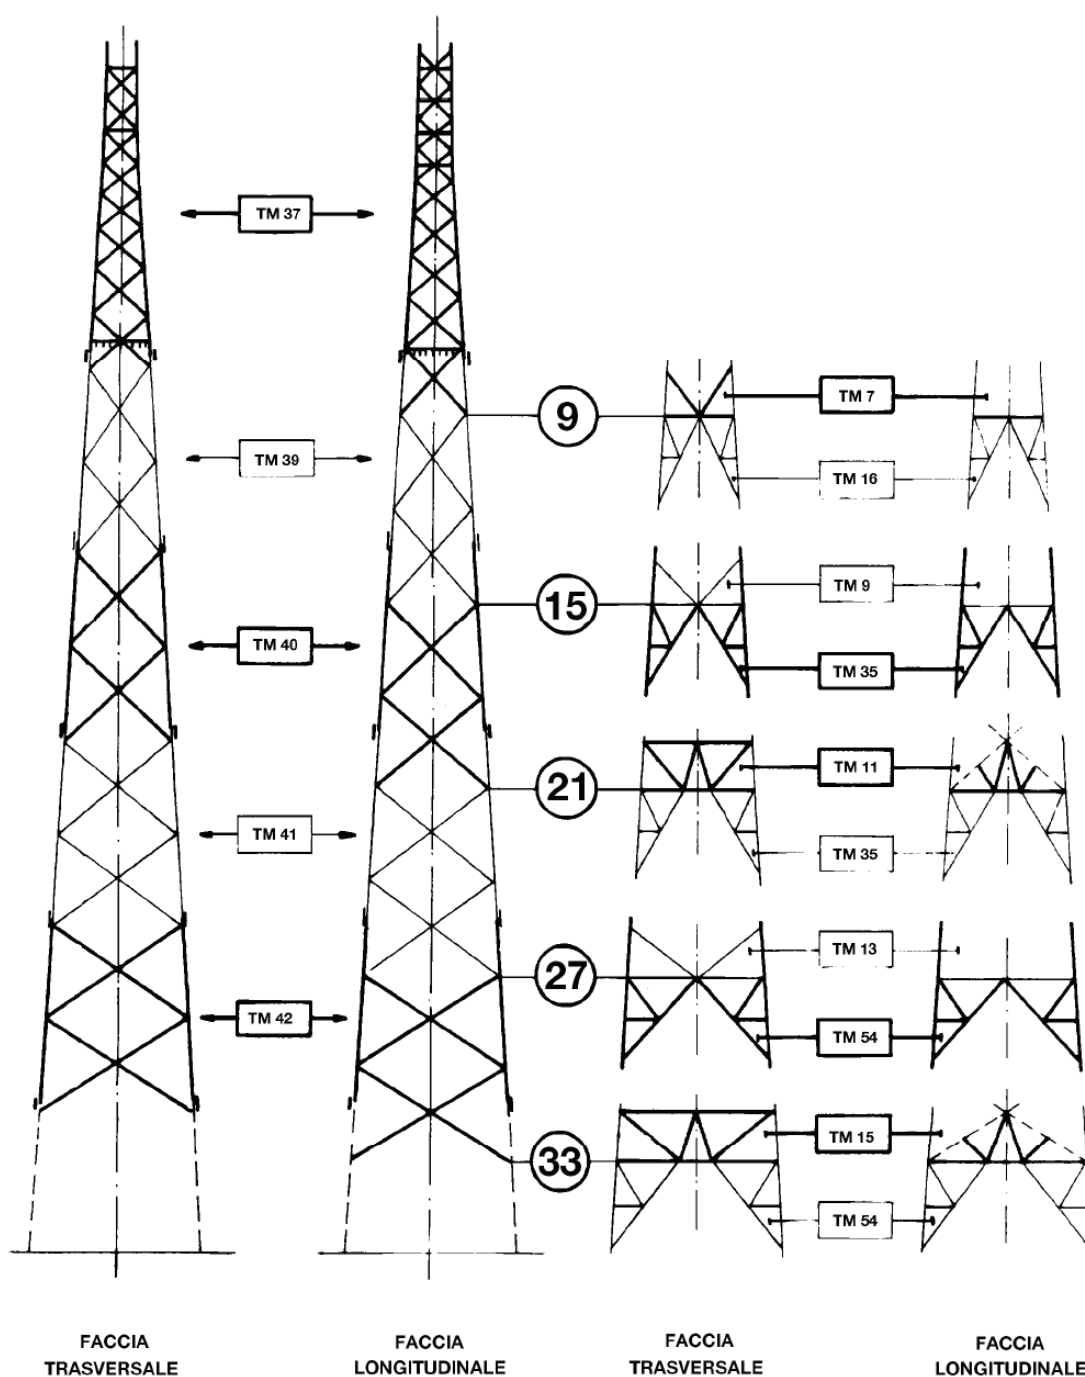 TM 37
9
TM 7
TM 39
TM 16
15
TM 9
TM 40
TM 35
21
TM 11
TM 41
TM 35
27
TM 13
TM 42
TM 54
33
TM 15
TM 54
FACCIA
TRASVERSALE
FACCIA
LONGITUDINALE
FACCIA
TRASVERSALE
FACCIA
LONGITUDINALE